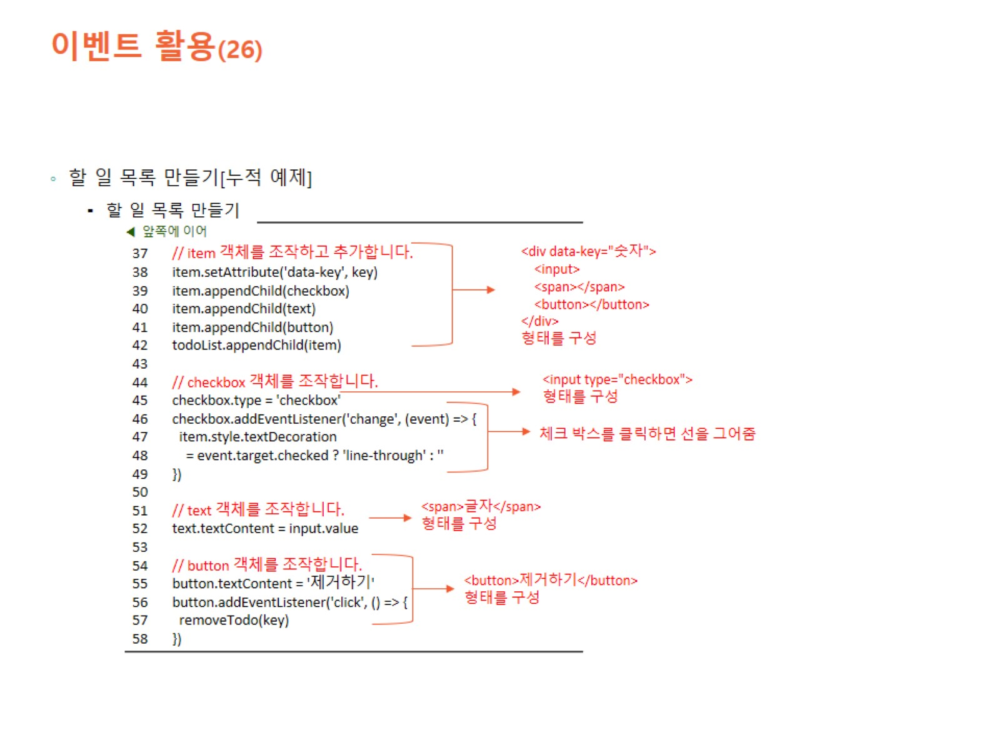 이벤트 활용(26)
◦ 할 일 목록 만들기[누적 예제]
▪ 할 일 목록 만들기
◀ 앞쪽에 이어
37 // item 객체를 조작하고 추가합니다.
38 item.setAttribute('data-key', key)
39 item.appendChild(checkbox)
40 item.appendChild(text)
41 item.appendChild(button)
42 todoList.appendChild(item)
<div data-key="숫자">
<input>
<span></span>
<button></button>
</div>
형태를 구성
43
44 // checkbox 객체를 조작합니다.
45 checkbox.type = 'checkbox'
<input type="checkbox">
형태를 구성
46 checkbox.addEventListener('change', (event) => {
47 item.style.textDecoration
48 = event.target.checked ? 'line-through' : ''
49 })
체크 박스를 클릭하면 선을 그어줌
50
51 // text 객체를 조작합니다.
52 text.textContent = input.value
<span>글자</span>
형태를 구성
53
54 // button 객체를 조작합니다.
55 button.textContent = '제거하기'
56 button.addEventListener('click', () => {
57 removeTodo(key)
58 })
<button>제거하기</button>
형태를 구성